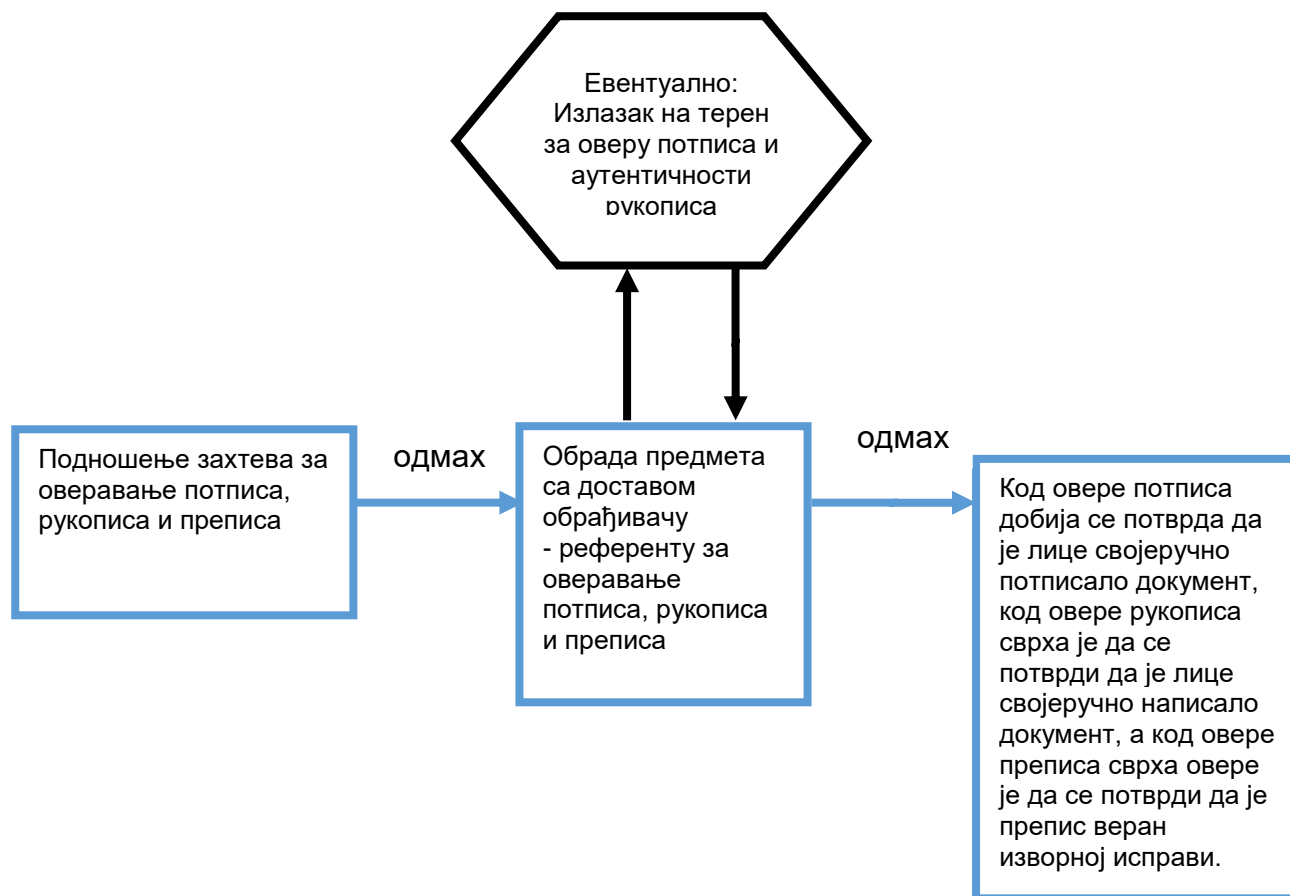 Евентуално:
Излазак на терен
за оверу потписа и
аутентичности
рукописа
Подношење захтева за
оверавање потписа,
рукописа и преписа
одмах
Обрада предмета
са доставом
обрађивачу
- референту за
оверавање
потписа, рукописа
и преписа
одмах
Код овере потписа
добија се потврда да
је лице својеручно
потписало документ,
код овере рукописа
сврха је да се
потврди да је лице
својеручно написало
документ, а код овере
преписа сврха овере
је да се потврди да је
препис веран
изворној исправи.